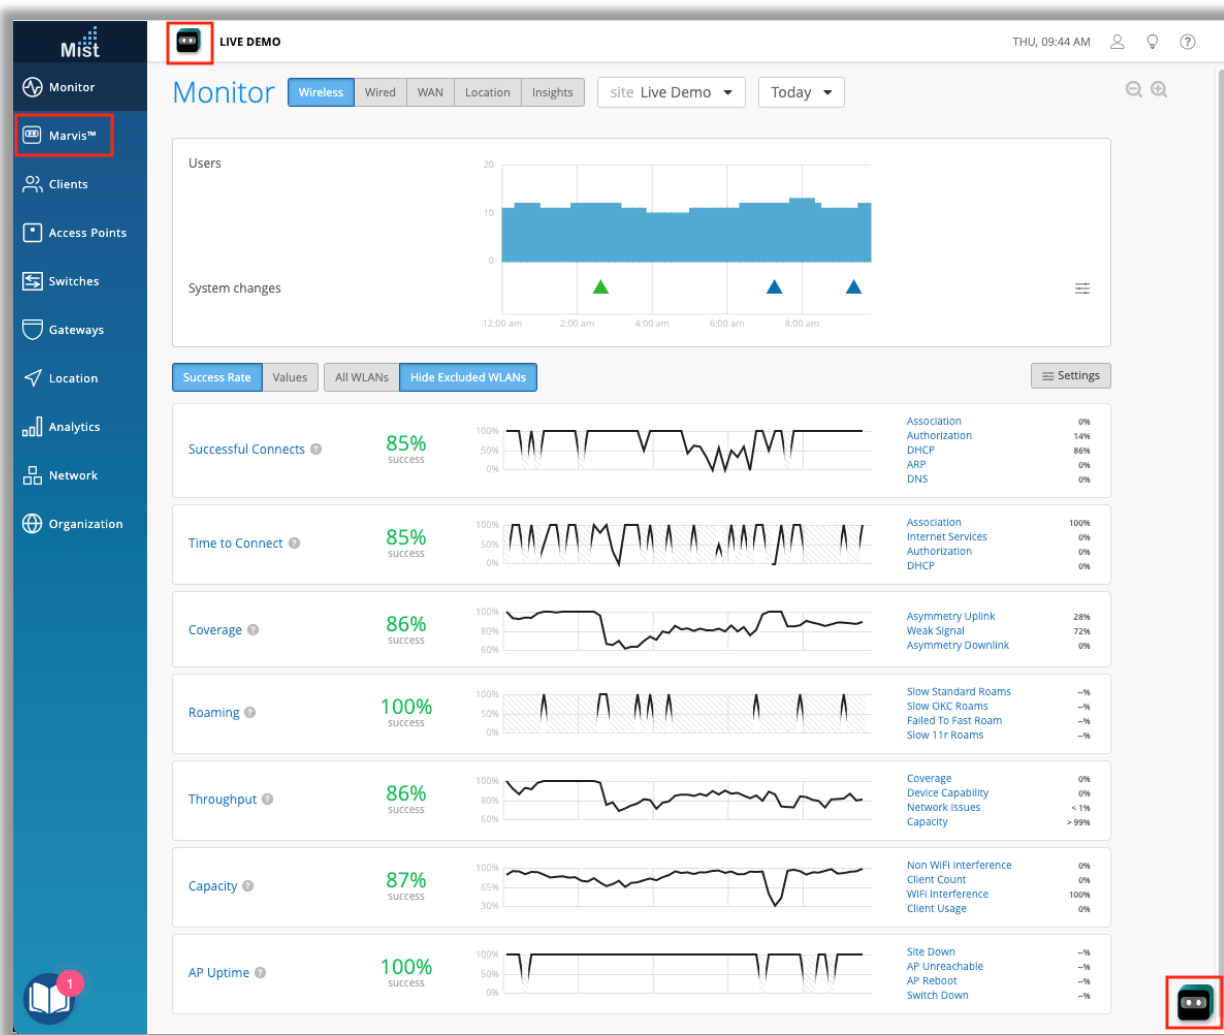 Mist
LIVE DEMO
THU, 09:44 AM
Monitor
Marvis™
Clients
Access Points
Switches
Gateways
Location
Analytics
Network
Organization
1
Monitor Wireless Wired WAN Location Insights site Live Demo Today
Users
20
10
0
System changes
12:00 am 2:00 am 4:00 am 6:00 am 8:00 am
Success Rate Values All WLANs Hide Excluded WLANs Settings
Successful Connects ? 85% success
100%
50%
0%
Association 0%
Authorization 14%
DHCP 86%
ARP 0%
DNS 0%
Time to Connect ? 85% success
100%
50%
0%
Association 100%
Internet Services 0%
Authorization 0%
DHCP 0%
Coverage ? 86% success
100%
80%
60%
Asymmetry Uplink 28%
Weak Signal 72%
Asymmetry Downlink 0%
Roaming ? 100% success
100%
50%
0%
Slow Standard Roams --%
Slow OKC Roams --%
Failed To Fast Roam --%
Slow 11r Roams --%
Throughput ? 86% success
100%
80%
60%
Coverage 0%
Device Capability 0%
Network Issues < 1%
Capacity > 99%
Capacity ? 87% success
100%
65%
30%
Non WiFi Interference 0%
Client Count 0%
WiFi Interference 100%
Client Usage 0%
AP Uptime ? 100% success
100%
50%
0%
Site Down --%
AP Unreachable --%
AP Reboot --%
Switch Down --%